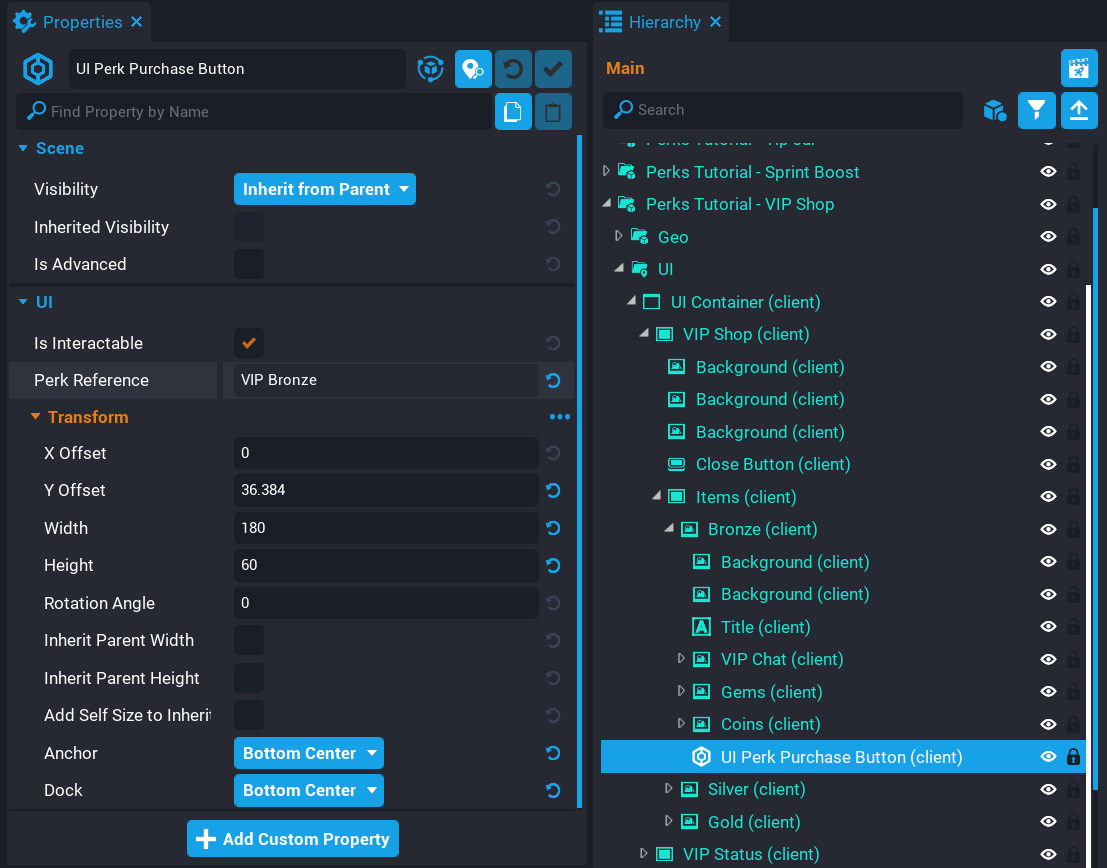 Properties
UI Perk Purchase Button
Find Property by Name
Scene
Visibility Inherit from Parent
Inherited Visibility
Is Advanced
UI
Is Interactable
Perk Reference VIP Bronze
Transform
X Offset 0
Y Offset 36.384
Width 180
Height 60
Rotation Angle 0
Inherit Parent Width
Inherit Parent Height
Add Self Size to Inherit
Anchor Bottom Center
Dock Bottom Center
Add Custom Property
Hierarchy
Main
Search
Perks Tutorial - Sprint Boost
Perks Tutorial - VIP Shop
Geo
UI
UI Container (client)
VIP Shop (client)
Background (client)
Background (client)
Background (client)
Close Button (client)
Items (client)
Bronze (client)
Background (client)
Background (client)
Title (client)
VIP Chat (client)
Gems (client)
Coins (client)
UI Perk Purchase Button (client)
Silver (client)
Gold (client)
VIP Status (client)